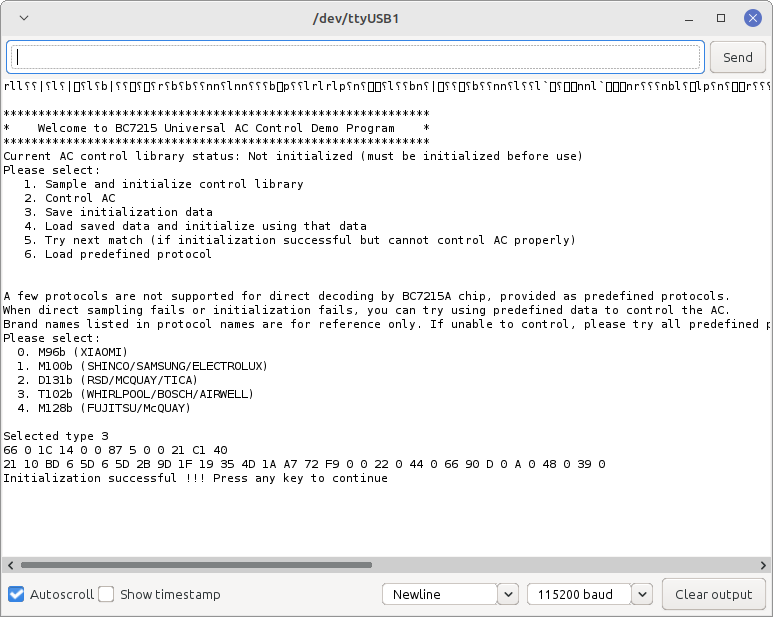 /dev/ttyUSB1
Send
******************************************************************
* Welcome to BC7215 Universal AC Control Demo Program *
******************************************************************
Current AC control library status: Not initialized (must be initialized before use)
Please select:
1. Sample and initialize control library
2. Control AC
3. Save initialization data
4. Load saved data and initialize using that data
5. Try next match (if initialization successful but cannot control AC properly)
6. Load predefined protocol
A few protocols are not supported for direct decoding by BC7215A chip, provided as predefined protocols.
When direct sampling fails or initialization fails, you can try using predefined data to control the AC.
Brand names listed in protocol names are for reference only. If unable to control, please try all predefined p
Please select:
0. M96b (XIAOMI)
1. M100b (SHINCO/SAMSUNG/ELECTROLUX)
2. D131b (RSD/MCQUAY/TICA)
3. T102b (WHIRLPOOL/BOSCH/AIRWELL)
4. M128b (FUJITSU/McQUAY)
Selected type 3
66 0 1C 14 0 0 87 5 0 0 21 C1 40
21 10 BD 6 5D 6 5D 2B 9D 1F 19 35 4D 1A A7 72 F9 0 0 22 0 44 0 66 90 D 0 A 0 48 0 39 0
Initialization successful !!! Press any key to continue
Autoscroll
Show timestamp
Newline
115200 baud
Clear output